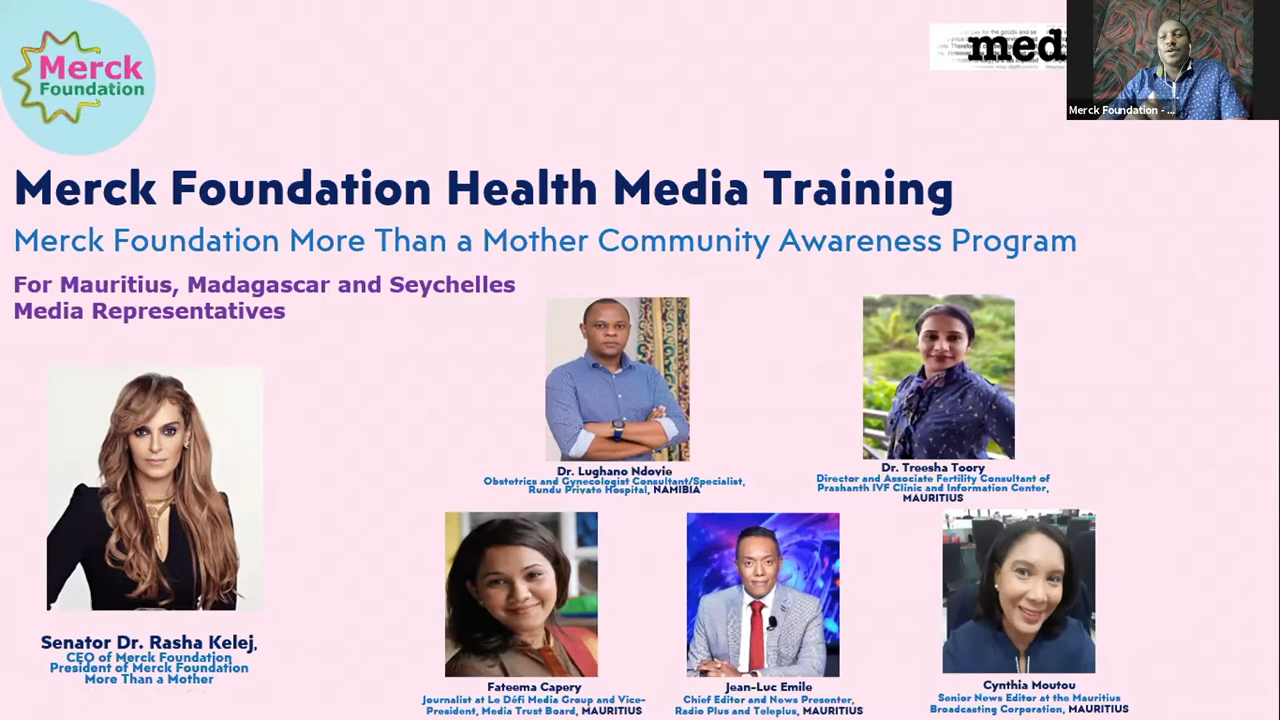 Merck
Foundation
med
Merck Foundation - ...
Merck Foundation Health Media Training
Merck Foundation More Than a Mother Community Awareness Program
For Mauritius, Madagascar and Seychelles
Media Representatives
Dr. Lughano Ndovie
Obstetrics and Gynecologist Consultant/Specialist,
Rundu Private Hospital, NAMIBIA
Dr. Treesha Toory
Director and Associate Fertility Consultant of
Prashanth IVF Clinic and Information Center,
MAURITIUS
Senator Dr. Rasha Kelej,
CEO of Merck Foundation
President of Merck Foundation
More Than a Mother
Fateema Capery
Journalist at Le Défi Media Group and Vice-
President, Media Trust Board, MAURITIUS
Jean-Luc Emile
Chief Editor and News Presenter,
Radio Plus and Teleplus, MAURITIUS
Cynthia Moutou
Senior News Editor at the Mauritius
Broadcasting Corporation, MAURITIUS